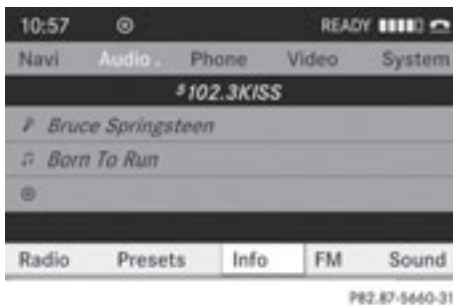 10:57 READY
Navi Audio Phone Video System
102.3KISS
Bruce Springsteen
Born To Run
Radio Presets Info FM Sound
P82.87-5660-31